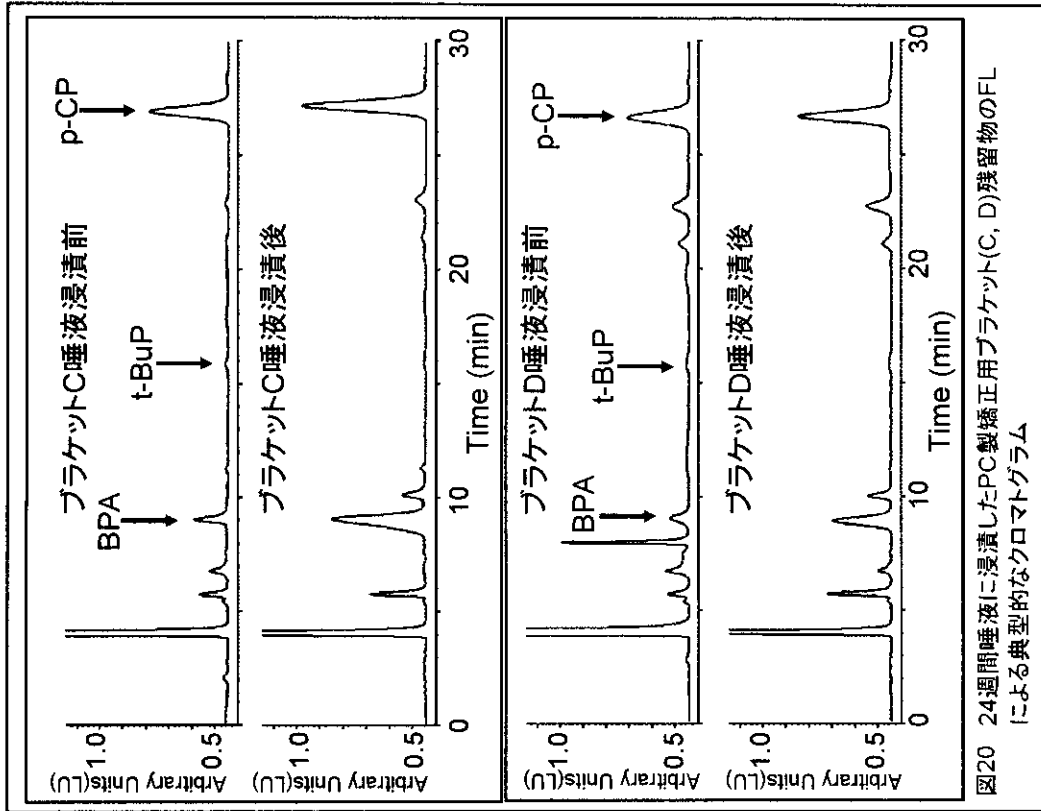 ブラケットC唾液浸漬前
BPA
t-BuP
p-CP
Arbitrary Units(LU)
1.0
0.5
ブラケットC唾液浸漬後
Arbitrary Units(LU)
1.0
0.5
0
10
20
30
Time (min)
ブラケットD唾液浸漬前
BPA
t-BuP
p-CP
Arbitrary Units(LU)
1.0
0.5
ブラケットD唾液浸漬後
Arbitrary Units(LU)
1.0
0.5
0
10
20
30
Time (min)
図20 24週間唾液に浸漬したPC製矯正用ブラケット(C, D)残留物のFL
による典型的なクロマトグラム